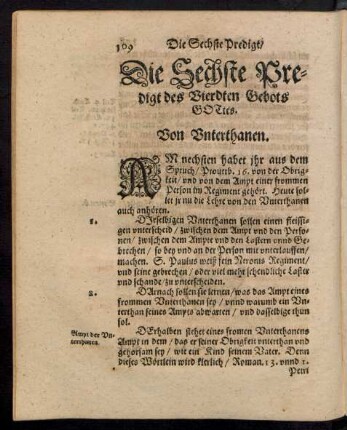 169 Die Sechste Predigt/
Die Sechste Pre-
digt des Vierdten Gebots
GOTtes.
Von Vnterthanen.
AM nechsten habet jhr aus dem
Spruch/ Prouerb. 16. von der Obrig-
keit/ vnd von dem Ampt einer frommen
Person im Regiment gehört. Heute sol-
let jr nu die Lehre von den Vnterthanen
auch anhören.
1. DIeselbigen Vnterthanen sollen einen fleissi-
gen vnterscheid/ zwischen dem Ampt vnd den Perso-
nen/ zwischen dem Ampt vnd den Lastern vnnd Ge-
brechen/ so bey vnd an der Person mit vnterlauffen/
machen. S. Paulus weiß sein Neronis Regiment/
vnd seine gebrechen/ oder viel mehr schendliche Laster
vnd schande/ zu vnterscheiden.
2. DArnach sollen sie lernen/ was das Ampt eines
frommen Vnterthanen sey/ vnnd warumb ein Vn-
terthan seines Ampts abwarten/ vnd dasselbige thun
sol.
Ampt der Vn-
terthanen.
DErhalben stehet eines fromen Vnterthanens
Ampt in dem/ das er seiner Obrigkeit vnterthan vnd
gehorsam sey/ wie ein Kind seinem Vater. Denn
dieses Wörtlein wird klerlich/ Roman. 13. vnnd 1.
Petri